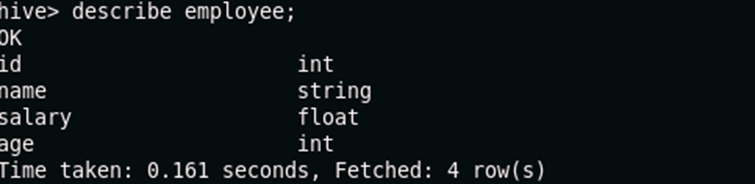 hive> describe employee;
OK
id int
name string
salary float
age int
Time taken: 0.161 seconds, Fetched: 4 row(s)